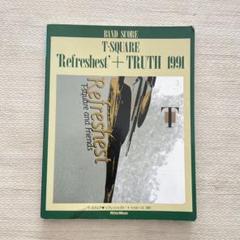 BAND SCORE
T-SQUARE
'Refreshest'+TRUTH 1991
Refreshest
T-Square and Friends
T